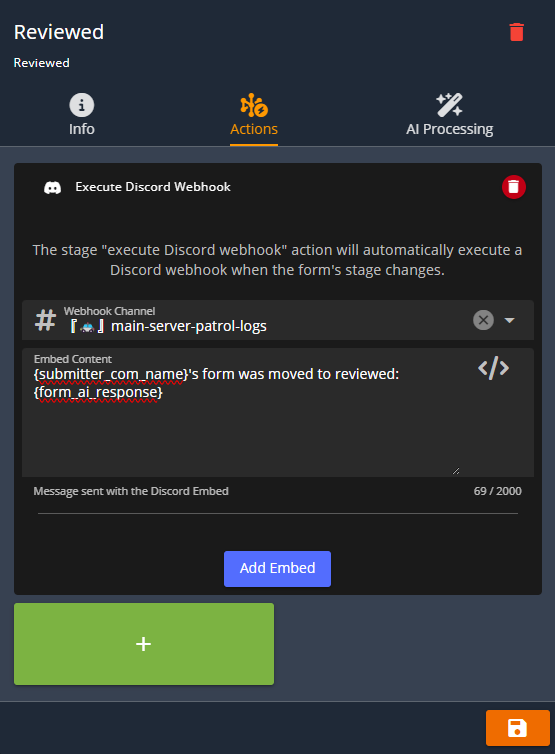 Reviewed
Reviewed
Info
Actions
AI Processing
Execute Discord Webhook
The stage "execute Discord webhook" action will automatically execute a
Discord webhook when the form's stage changes.
Webhook Channel
『🚓』main-server-patrol-logs
Embed Content
{submitter_com_name}'s form was moved to reviewed:
{form_ai_response}
Message sent with the Discord Embed
69 / 2000
Add Embed
+